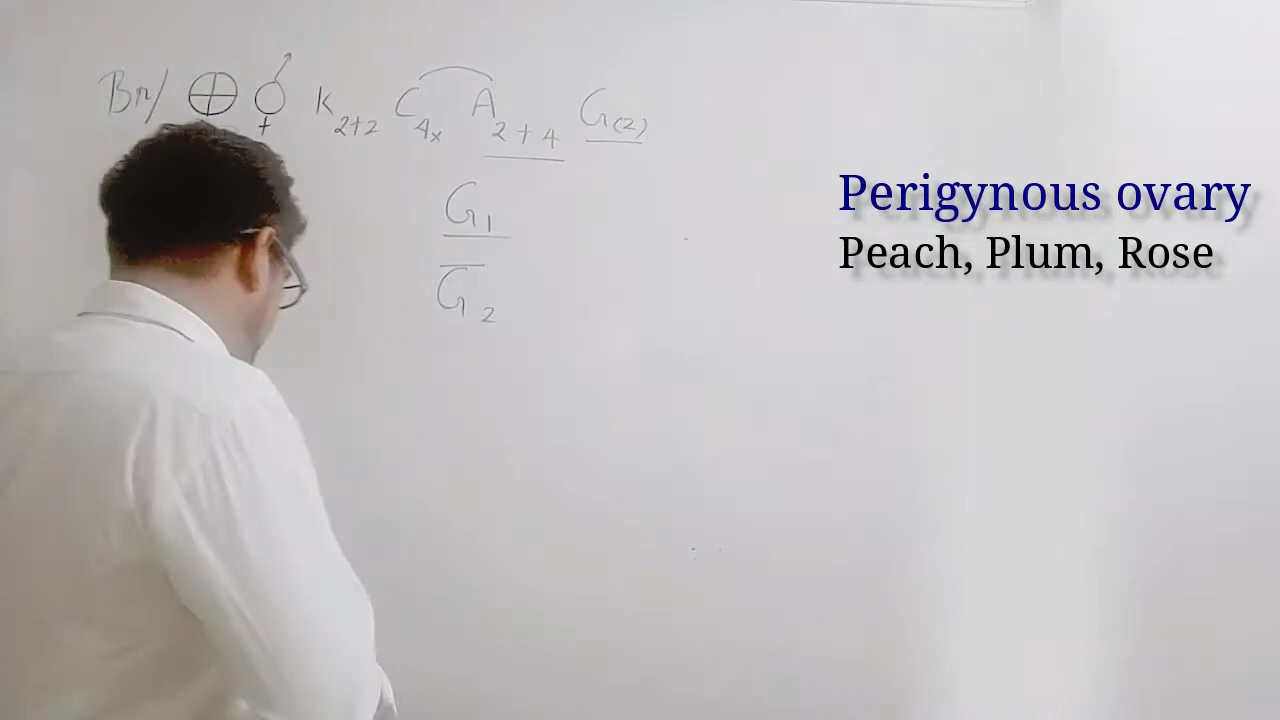 Br/ ⊕ ⚥ K2+2 C4x A2+4 G(2)
G1
G2
Perigynous ovary
Peach, Plum, Rose